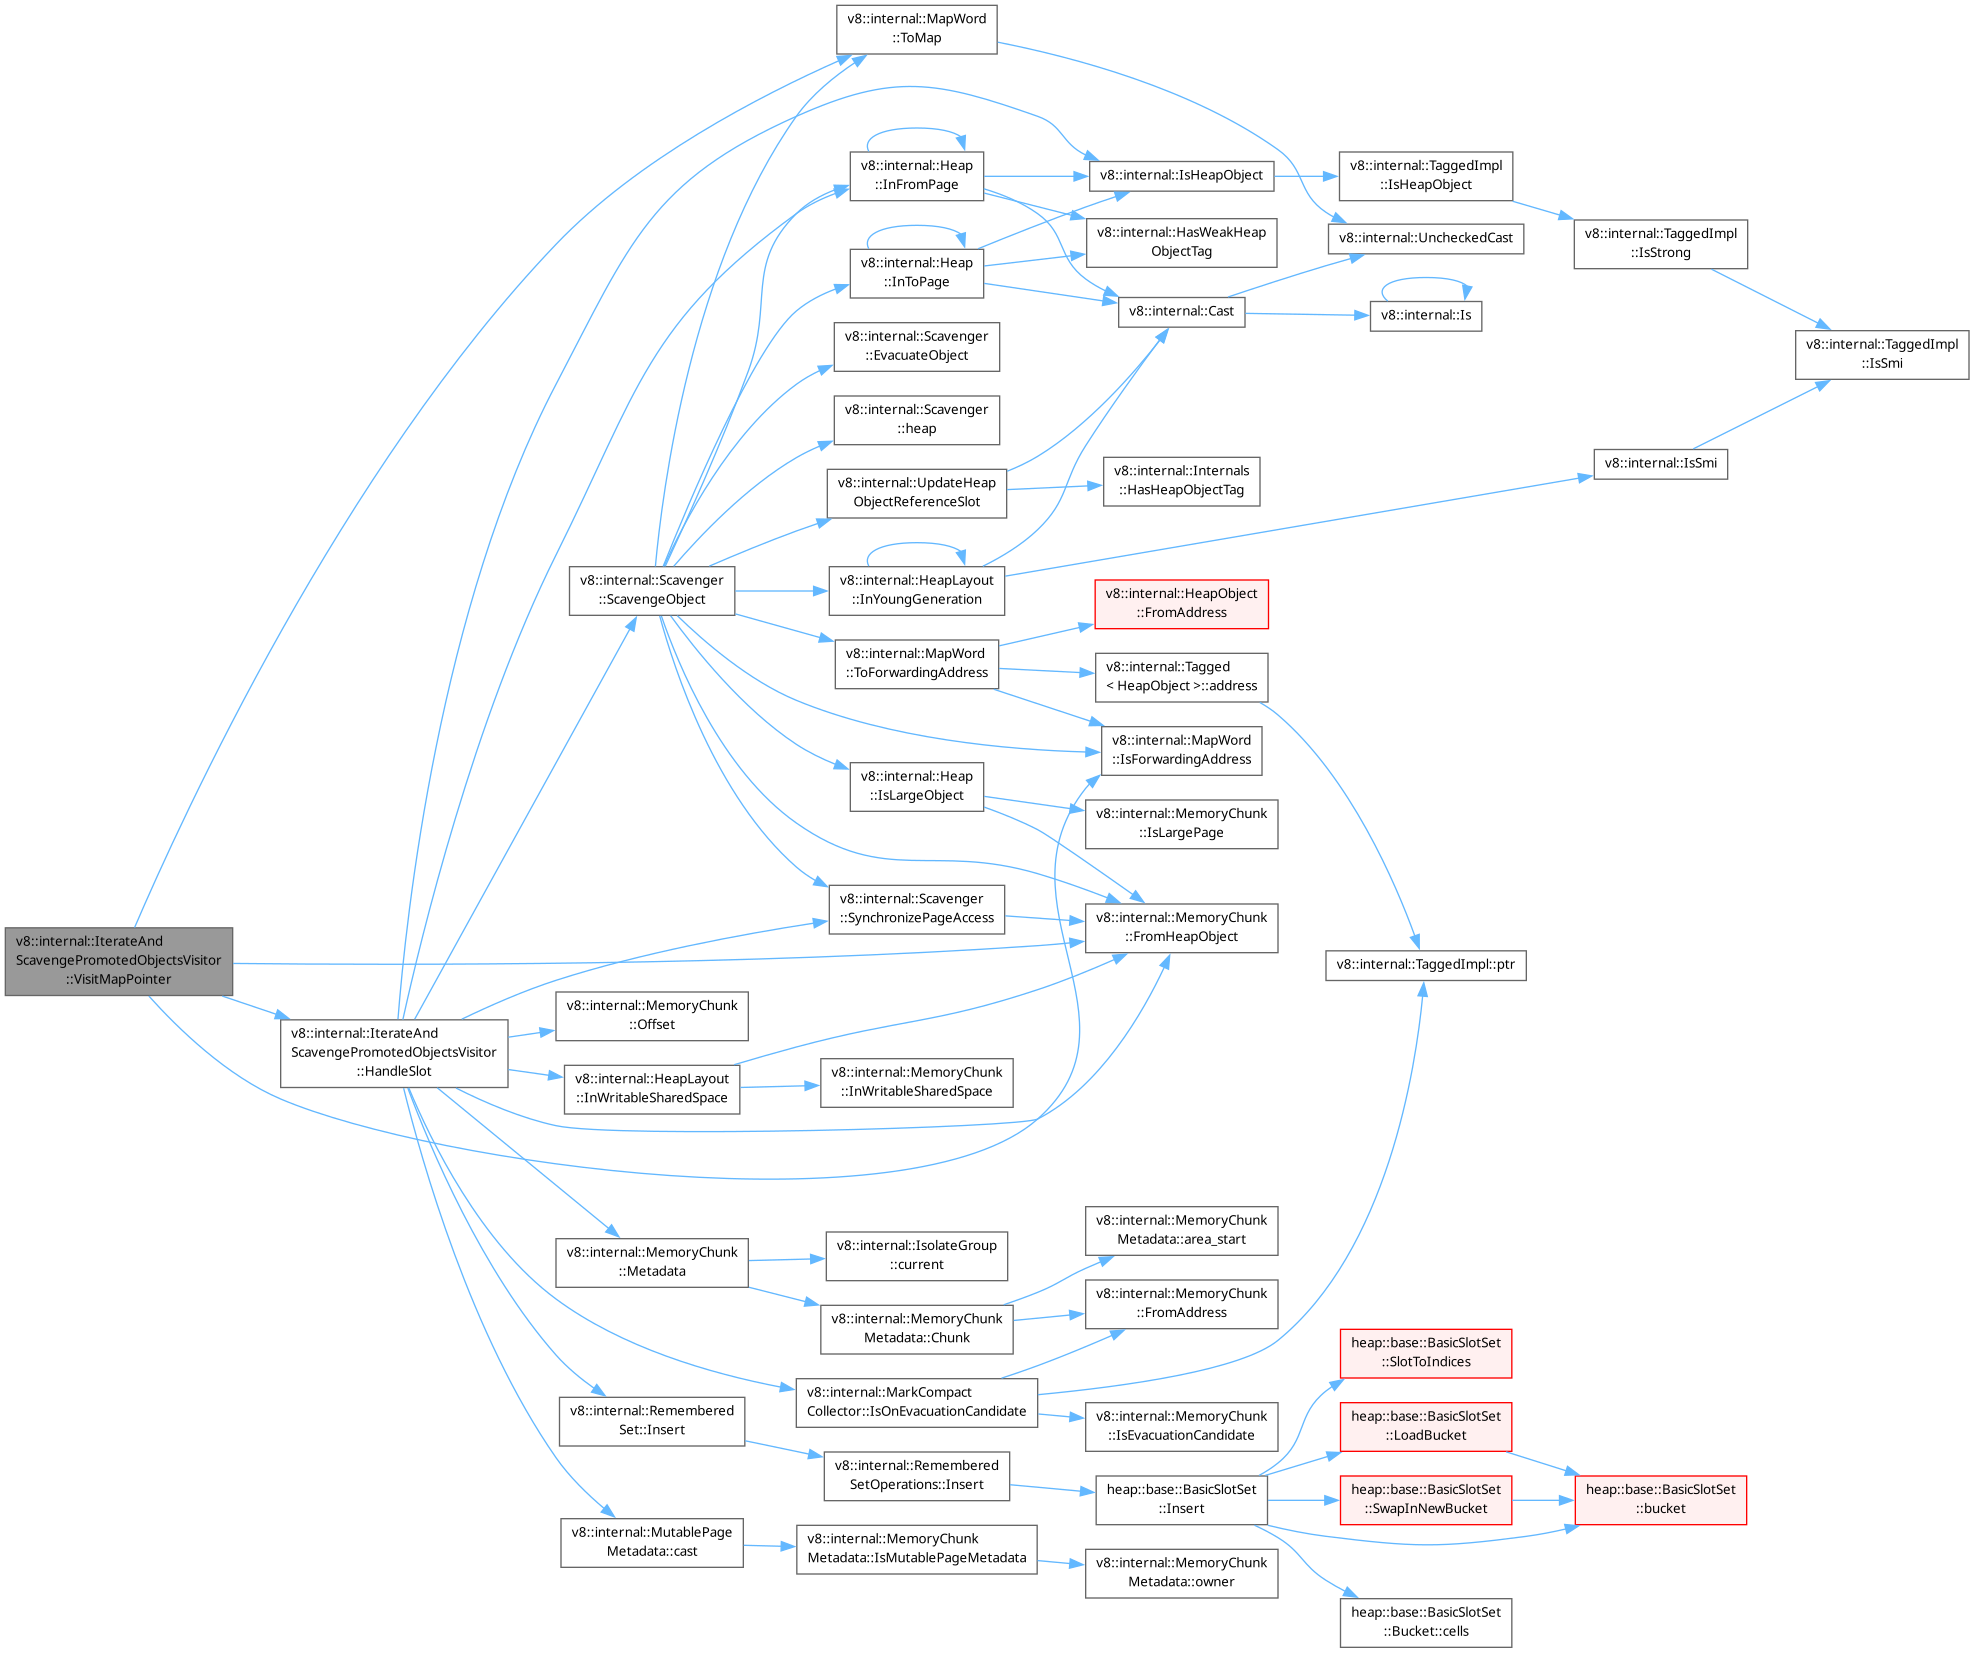 v8::internal::MapWord
::ToMap
v8::internal::Heap
::InFromPage
v8::internal::IsHeapObject
v8::internal::TaggedImpl
::IsHeapObject
v8::internal::HasWeakHeap
ObjectTag
v8::internal::UncheckedCast
v8::internal::TaggedImpl
::IsStrong
v8::internal::Heap
::InToPage
v8::internal::Cast
v8::internal::Is
v8::internal::Scavenger
::EvacuateObject
v8::internal::TaggedImpl
::IsSmi
v8::internal::Scavenger
::heap
v8::internal::IsSmi
v8::internal::UpdateHeap
ObjectReferenceSlot
v8::internal::Internals
::HasHeapObjectTag
v8::internal::Scavenger
::ScavengeObject
v8::internal::HeapLayout
::InYoungGeneration
v8::internal::HeapObject
::FromAddress
v8::internal::MapWord
::ToForwardingAddress
v8::internal::Tagged
< HeapObject >::address
v8::internal::MapWord
::IsForwardingAddress
v8::internal::Heap
::IsLargeObject
v8::internal::MemoryChunk
::IsLargePage
v8::internal::Scavenger
::SynchronizePageAccess
v8::internal::MemoryChunk
::FromHeapObject
v8::internal::IterateAnd
ScavengePromotedObjectsVisitor
::VisitMapPointer
v8::internal::TaggedImpl::ptr
v8::internal::MemoryChunk
::Offset
v8::internal::IterateAnd
ScavengePromotedObjectsVisitor
::HandleSlot
v8::internal::HeapLayout
::InWritableSharedSpace
v8::internal::MemoryChunk
::InWritableSharedSpace
v8::internal::MemoryChunk
Metadata::area_start
v8::internal::MemoryChunk
::Metadata
v8::internal::IsolateGroup
::current
v8::internal::MemoryChunk
::FromAddress
v8::internal::MemoryChunk
Metadata::Chunk
heap::base::BasicSlotSet
::SlotToIndices
v8::internal::MarkCompact
Collector::IsOnEvacuationCandidate
v8::internal::Remembered
Set::Insert
v8::internal::MemoryChunk
::IsEvacuationCandidate
heap::base::BasicSlotSet
::LoadBucket
v8::internal::Remembered
SetOperations::Insert
heap::base::BasicSlotSet
::Insert
heap::base::BasicSlotSet
::SwapInNewBucket
heap::base::BasicSlotSet
::bucket
v8::internal::MutablePage
Metadata::cast
v8::internal::MemoryChunk
Metadata::IsMutablePageMetadata
v8::internal::MemoryChunk
Metadata::owner
heap::base::BasicSlotSet
::Bucket::cells